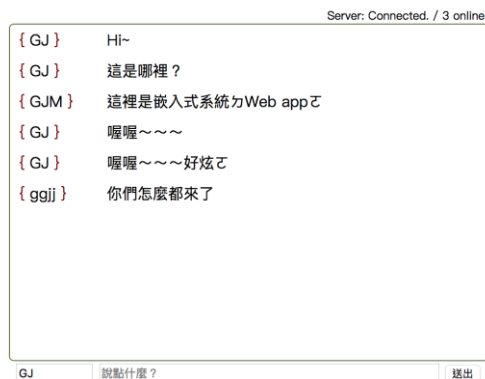 Server: Connected. / 3 online
{ GJ } Hi~
{ GJ } 這是哪裡？
{ GJM } 這裡是嵌入式系統ㄉWeb appㄛ
{ GJ } 喔喔～～～
{ GJ } 喔喔～～～好炫ㄛ
{ ggjj } 你們怎麼都來了
GJ 說點什麼？ 送出